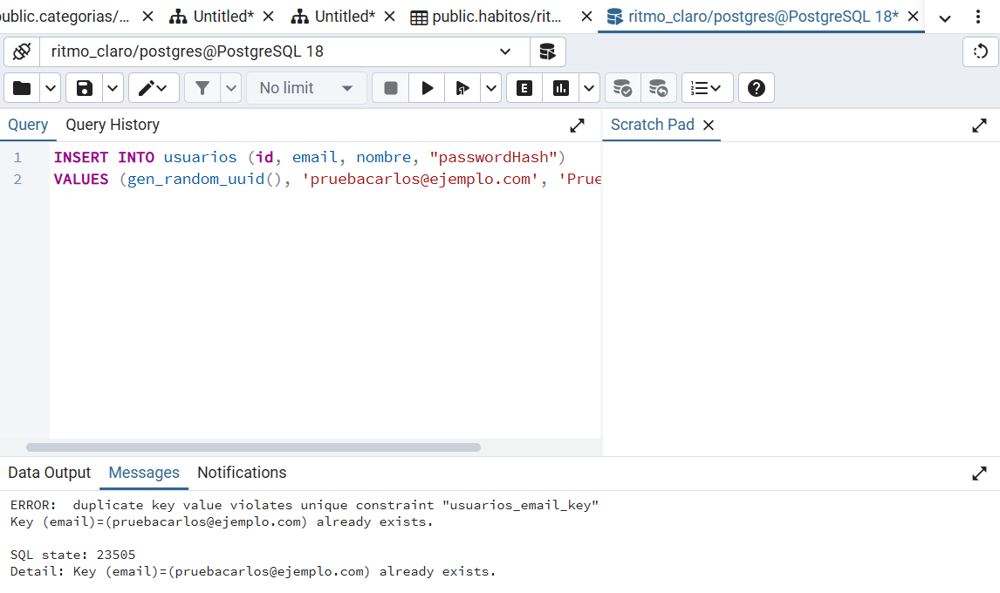 public.categorias/...
Untitled*
Untitled*
public.habitos/rit...
ritmo_claro/postgres@PostgreSQL 18*
ritmo_claro/postgres@PostgreSQL 18
No limit
E
Query
Query History
Scratch Pad
1 INSERT INTO usuarios (id, email, nombre, "passwordHash")
2 VALUES (gen_random_uuid(), 'pruebacarlos@ejemplo.com', 'Prue
Data Output
Messages
Notifications
ERROR:  duplicate key value violates unique constraint "usuarios_email_key"
Key (email)=(pruebacarlos@ejemplo.com) already exists.
SQL state: 23505
Detail: Key (email)=(pruebacarlos@ejemplo.com) already exists.